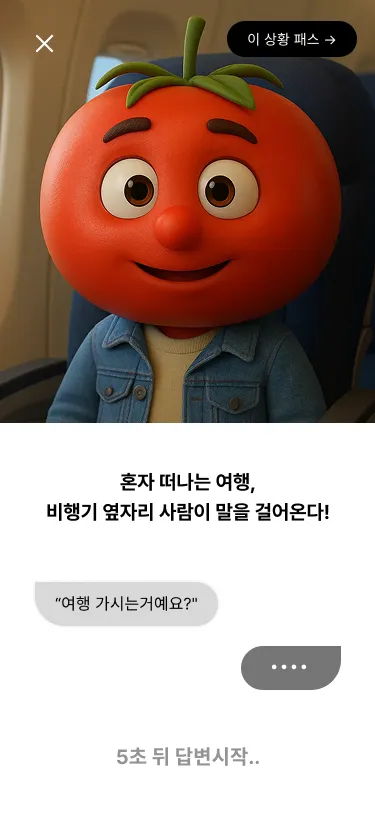 이 상황 패스 →
혼자 떠나는 여행,
비행기 옆자리 사람이 말을 걸어온다!
“여행 가시는거예요?"
5초 뒤 답변시작..